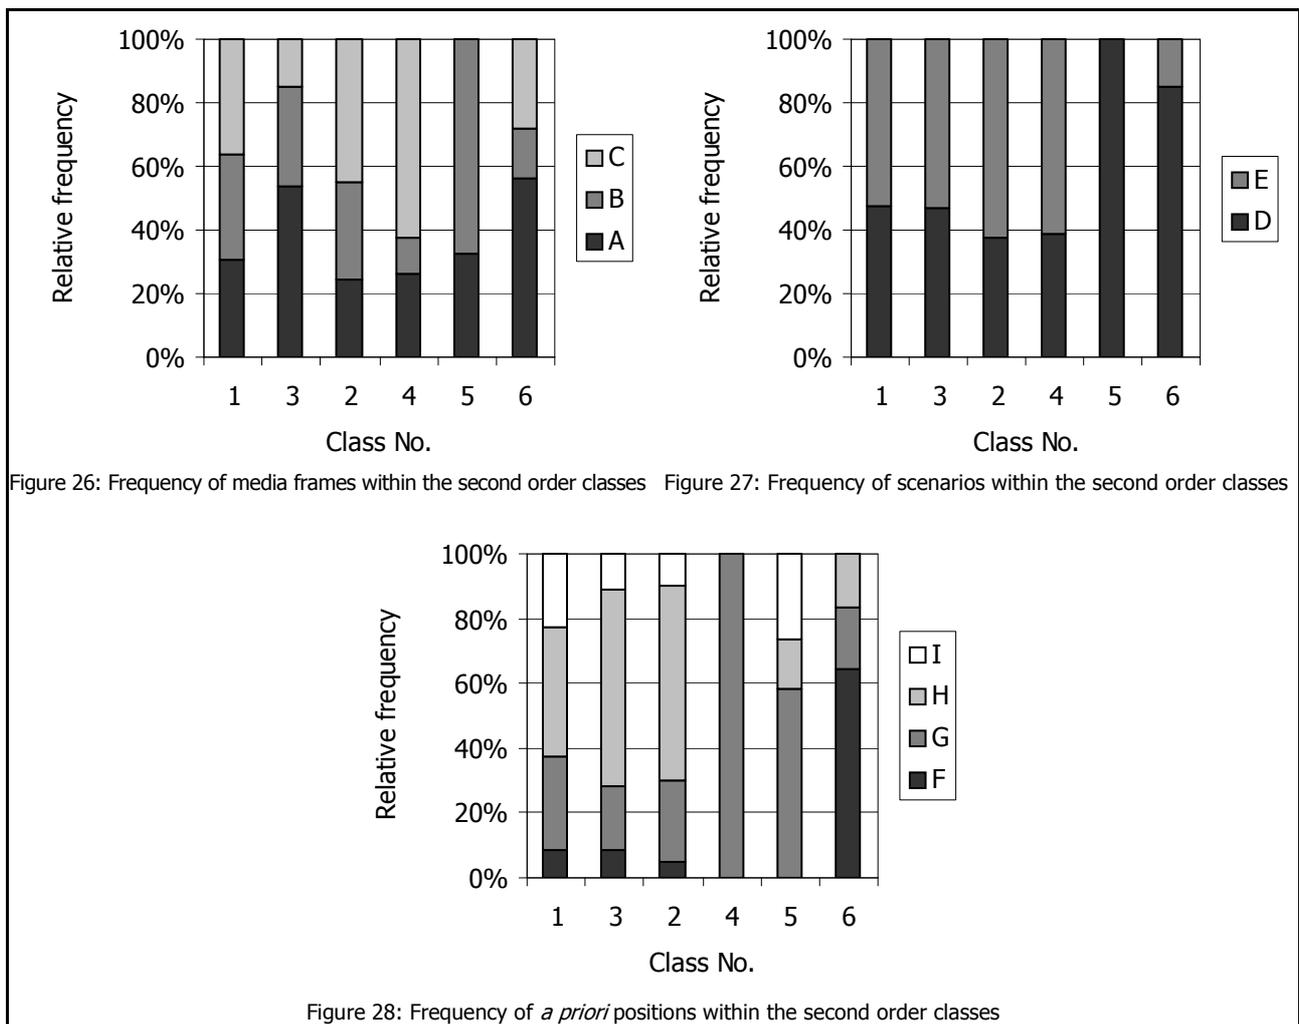 Relative frequency
100%
80%
60%
40%
20%
0%
1 3 2 4 5 6
Class No.
C
B
A
Figure 26: Frequency of media frames within the second order classes
Relative frequency
100%
80%
60%
40%
20%
0%
1 3 2 4 5 6
Class No.
E
D
Figure 27: Frequency of scenarios within the second order classes
Relative frequency
100%
80%
60%
40%
20%
0%
1 3 2 4 5 6
Class No.
I
H
G
F
Figure 28: Frequency of a priori positions within the second order classes